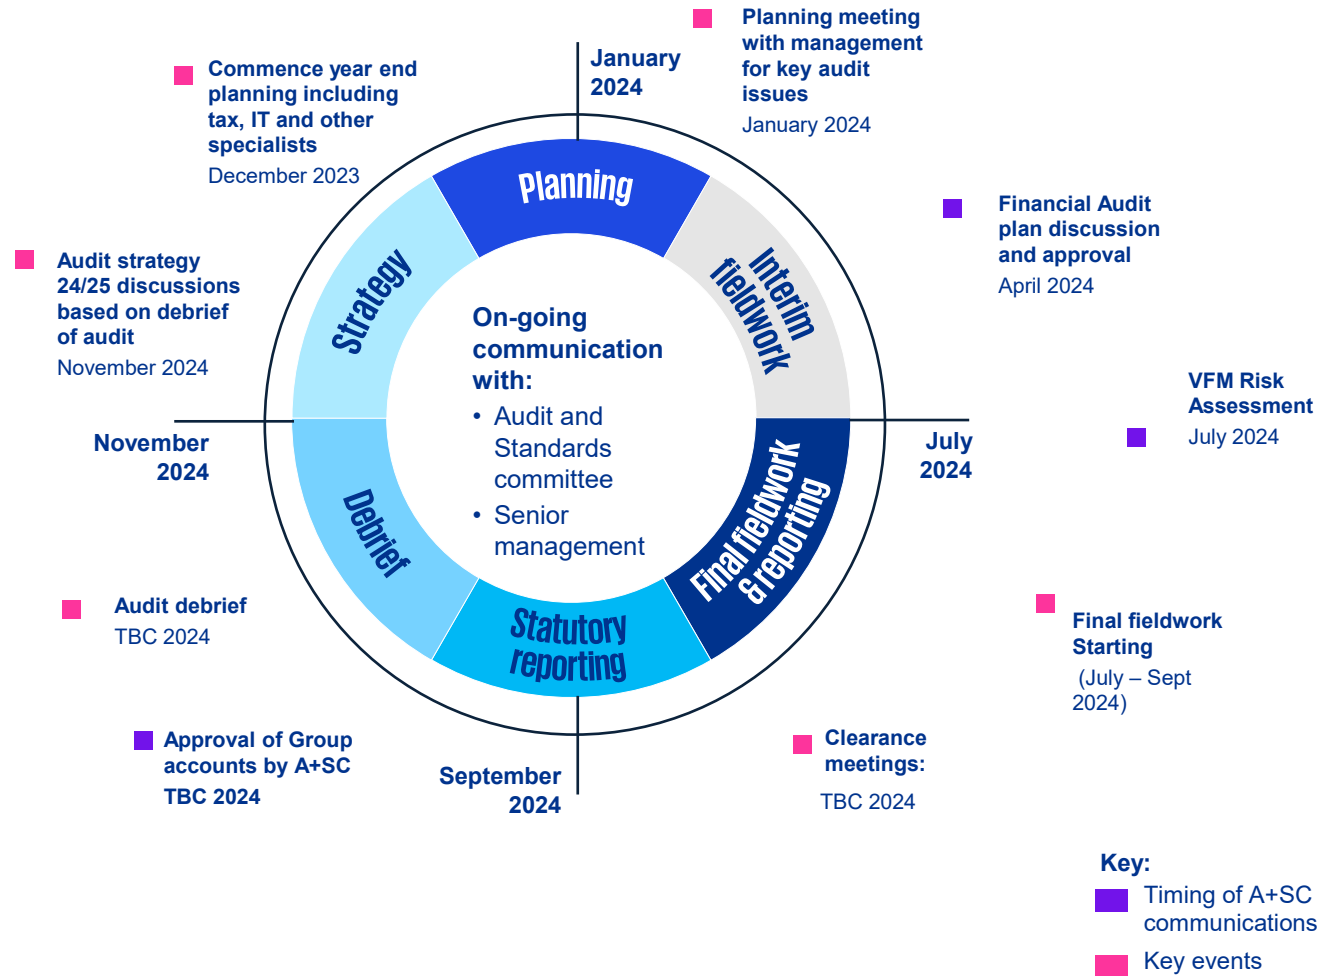 Planning meeting
with management
for key audit
issues
January 2024
January
2024
Commence year end
planning including
tax, IT and other
specialists
December 2023
Planning
Financial Audit
plan discussion
and approval
April 2024
Audit strategy
24/25 discussions
based on debrief
of audit
November 2024
Strategy
Interim
fieldwork
On-going
communication
with:
• Audit and
Standards
committee
• Senior
management
VFM Risk
Assessment
July 2024
November
2024
July
2024
Debrief
Final fieldwork
& reporting
Statutory
reporting
Audit debrief
TBC 2024
Final fieldwork
Starting
(July – Sept
2024)
Approval of Group
accounts by A+SC
TBC 2024
September
2024
Clearance
meetings:
TBC 2024
Key:
Timing of A+SC
communications
Key events